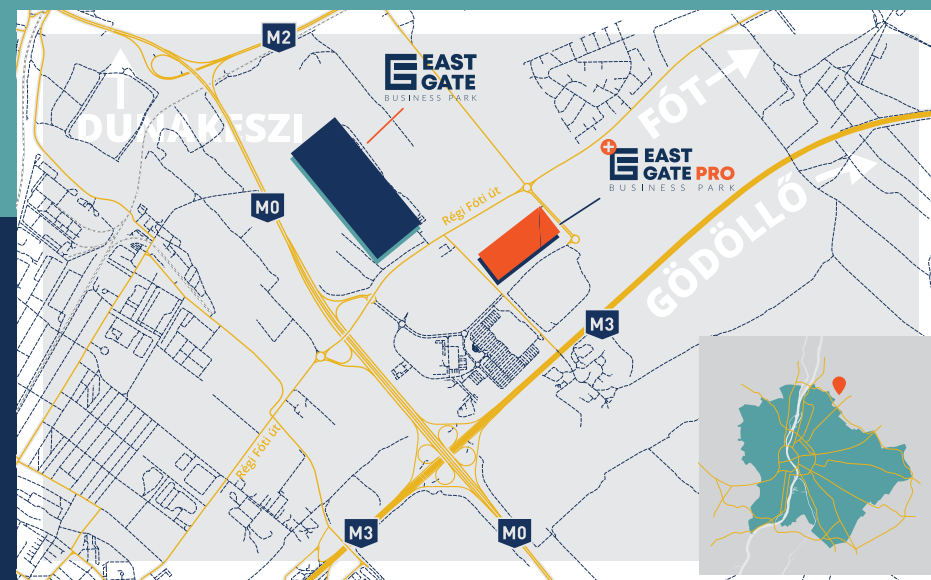 M2
EAST
GATE
BUSINESS PARK
DUNAKESZI
FÓT
EAST
GATE PRO
BUSINESS PARK
M0
Régi Fóti út
GÖDÖLLŐ
M3
Régi Fóti út
M3
M0